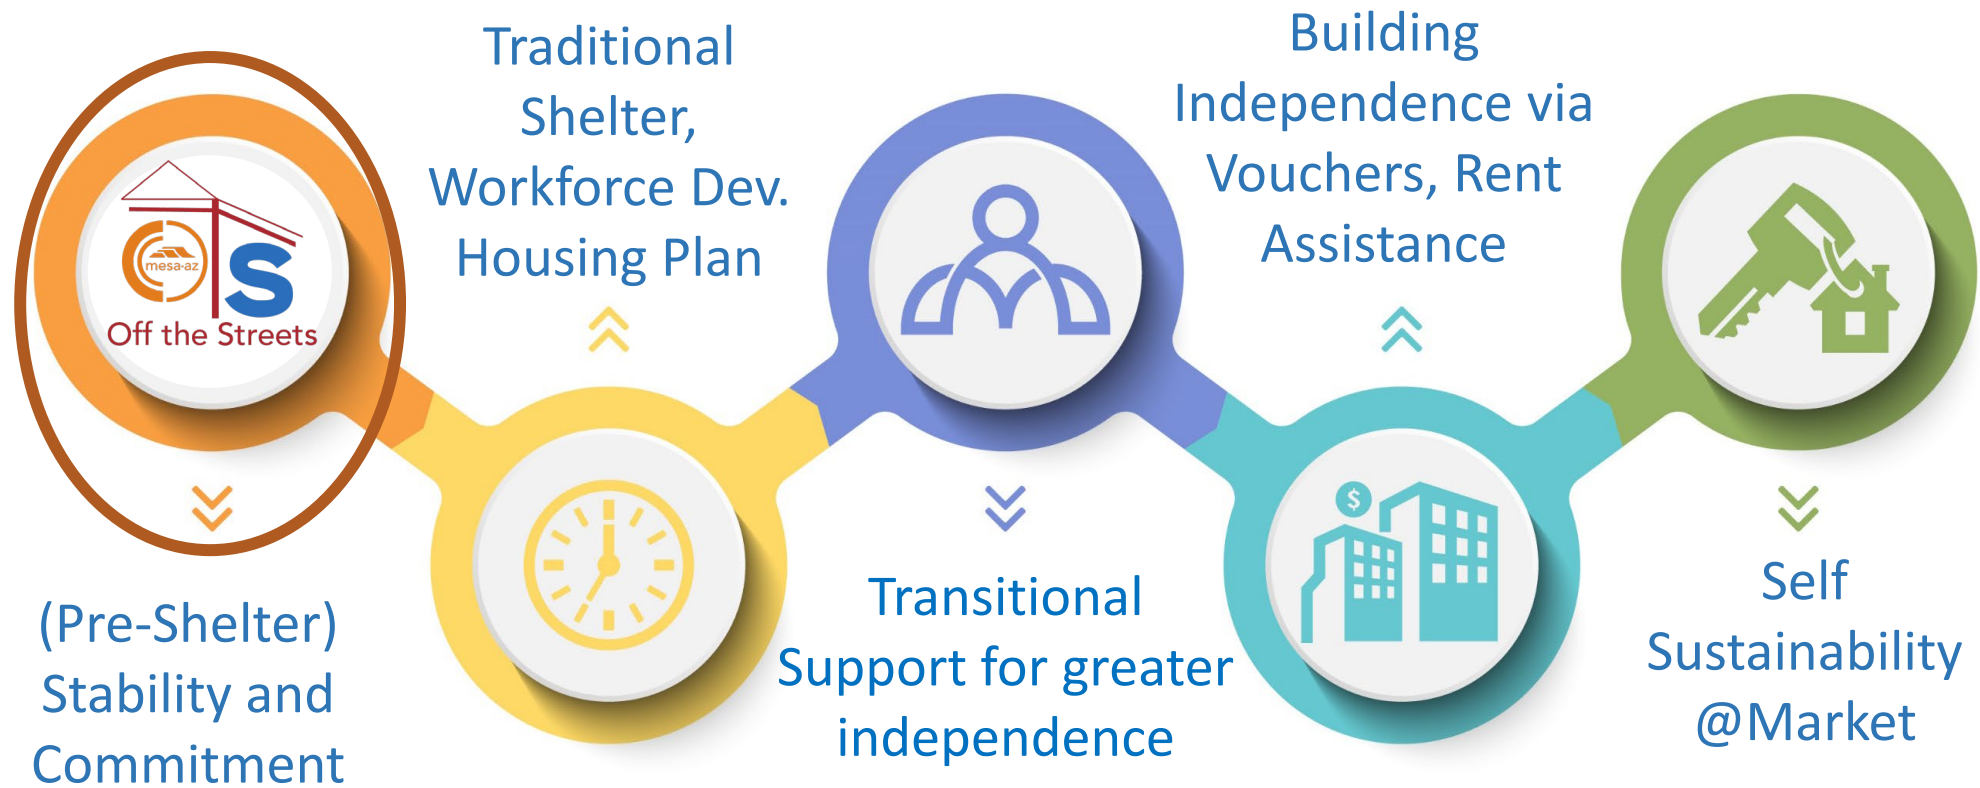 mesa·az
S
Off the Streets
(Pre-Shelter)
Stability and
Commitment
Traditional
Shelter,
Workforce Dev.
Housing Plan
Transitional
Support for greater
independence
Building
Independence via
Vouchers, Rent
Assistance
$
Self
Sustainability
@Market